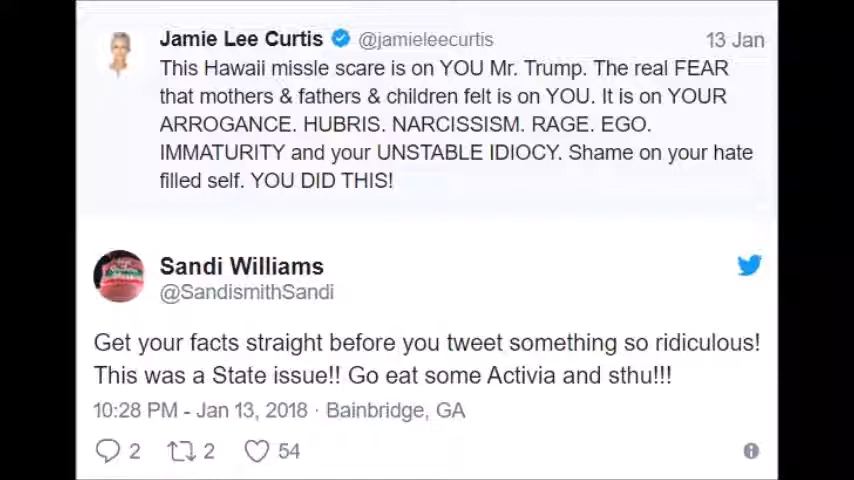 Jamie Lee Curtis @jamieleecurtis 13 Jan
This Hawaii missle scare is on YOU Mr. Trump. The real FEAR
that mothers & fathers & children felt is on YOU. It is on YOUR
ARROGANCE. HUBRIS. NARCISSISM. RAGE. EGO.
IMMATURITY and your UNSTABLE IDIOCY. Shame on your hate
filled self. YOU DID THIS!
Sandi Williams
@SandismithSandi
Get your facts straight before you tweet something so ridiculous!
This was a State issue!! Go eat some Activia and sthu!!!
10:28 PM - Jan 13, 2018 · Bainbridge, GA
2 2 54